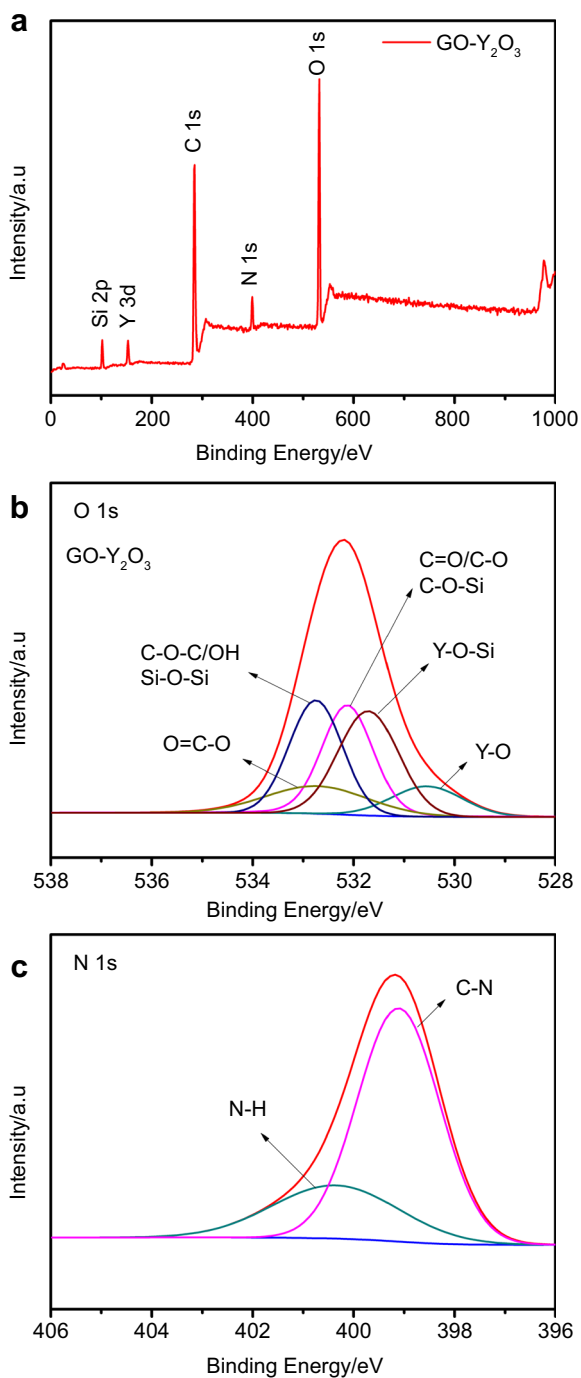 a
GO-Y₂O₃
O 1s
C 1s
N 1s
Si 2p
Y 3d
Intensity/a.u
0 200 400 600 800 1000
Binding Energy/eV
b
O 1s
GO-Y₂O₃
C=O/C-O
C-O-Si
C-O-C/OH
Si-O-Si
Y-O-Si
O=C-O
Y-O
Intensity/a.u
538 536 534 532 530 528
Binding Energy/eV
c
N 1s
C-N
N-H
Intensity/a.u
406 404 402 400 398 396
Binding Energy/eV